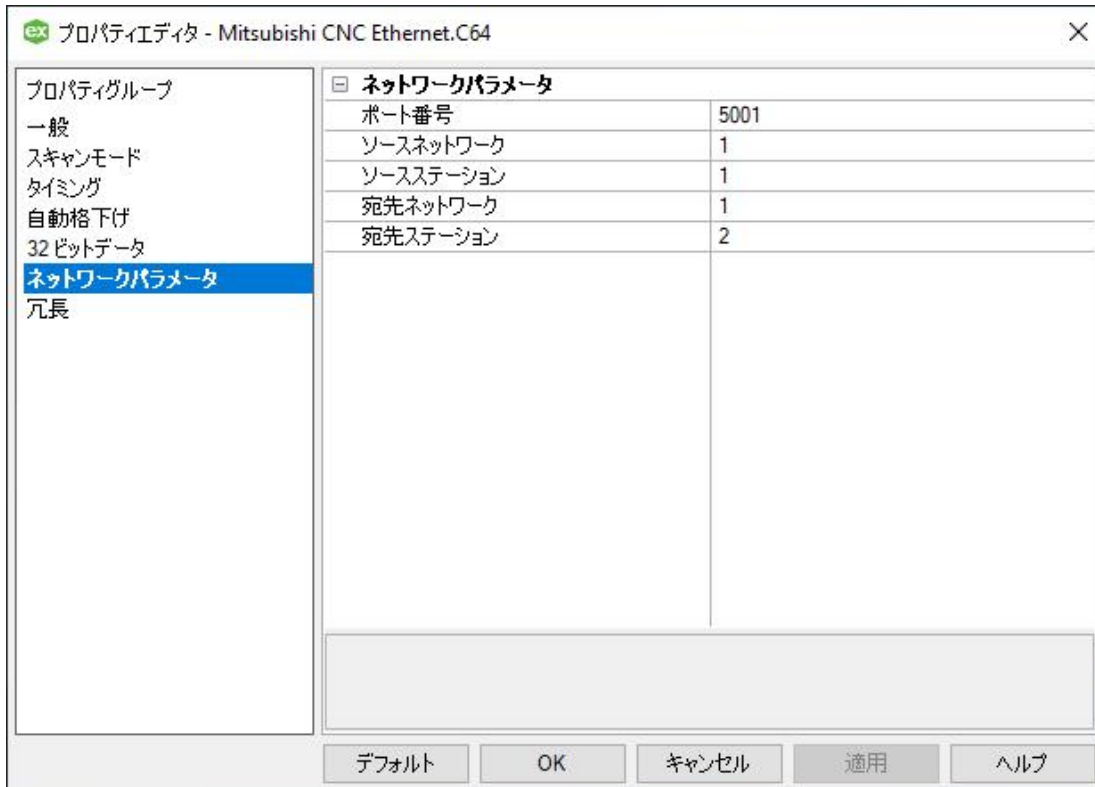 ex プロパティエディタ - Mitsubishi CNC Ethernet.C64
プロパティグループ
一般
スキャンモード
タイミング
自動格下げ
32 ビットデータ
ネットワークパラメータ
冗長
ネットワークパラメータ
ポート番号 5001
ソースネットワーク 1
ソースステーション 1
宛先ネットワーク 1
宛先ステーション 2
デフォルト OK キャンセル 適用 ヘルプ